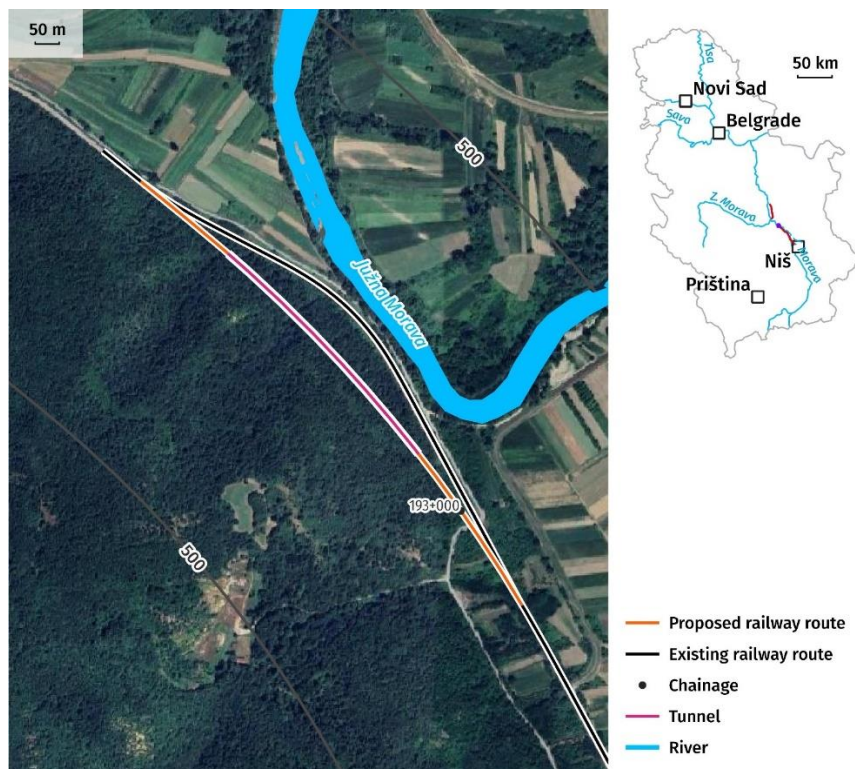 50 m
500
Južna Morava
193+000
500
50 km
Tisa
Novi Sad
Sava
Belgrade
Z. Morava
Morava
Niš
Priština
Proposed railway route
Existing railway route
Chainage
Tunnel
River